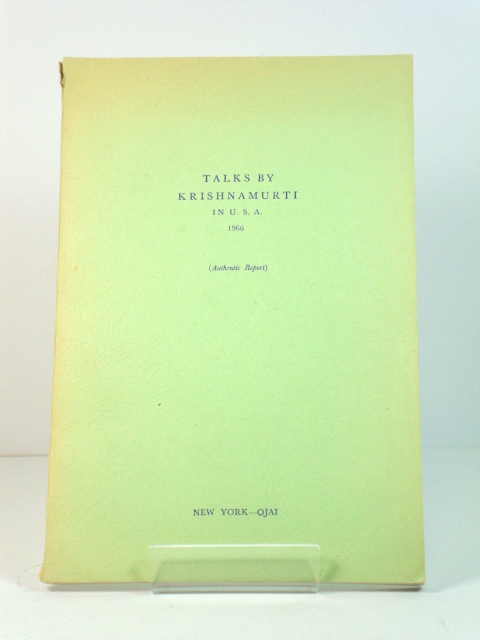 TALKS BY
KRISHNAMURTI
IN U. S. A.
1966
(Authentic Report)
NEW YORK—OJAI